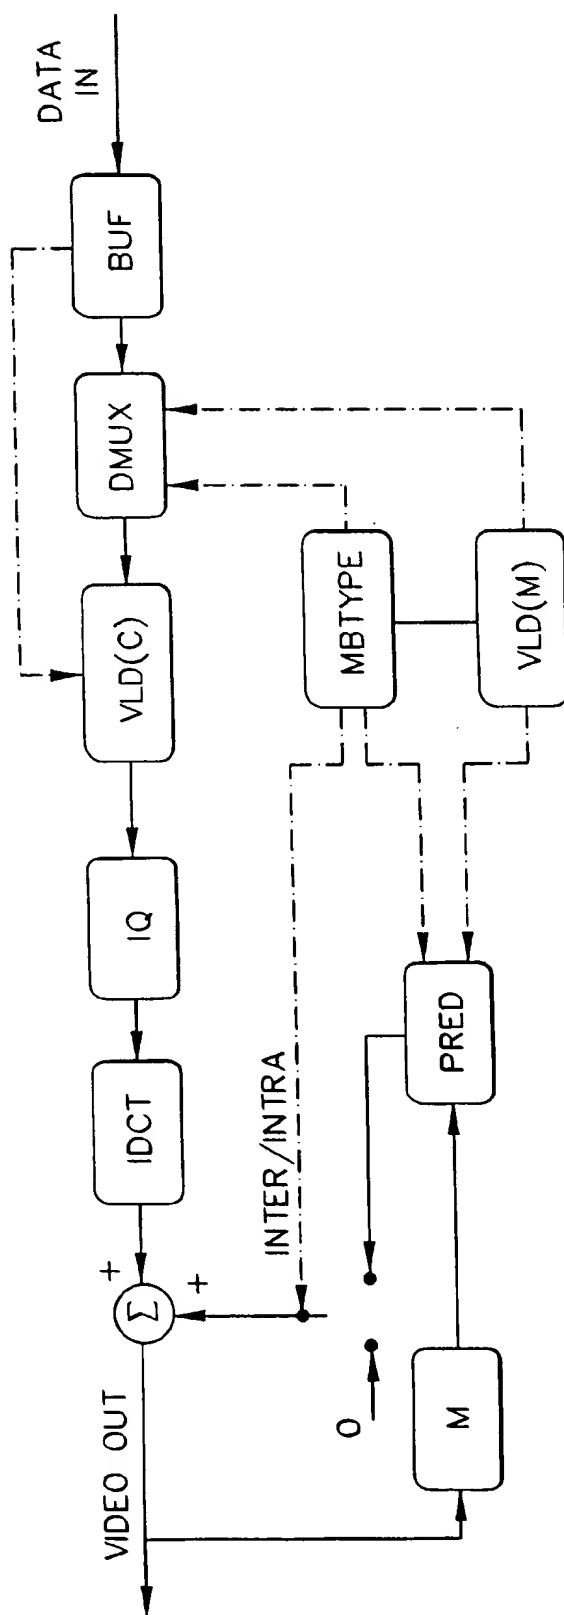 DATA
IN
BUF
DMUX
VLD(C)
IQ
IDCT
+
+
Σ
VIDEO OUT
MBTYPE
VLD(M)
INTER/INTRA
PRED
0
M